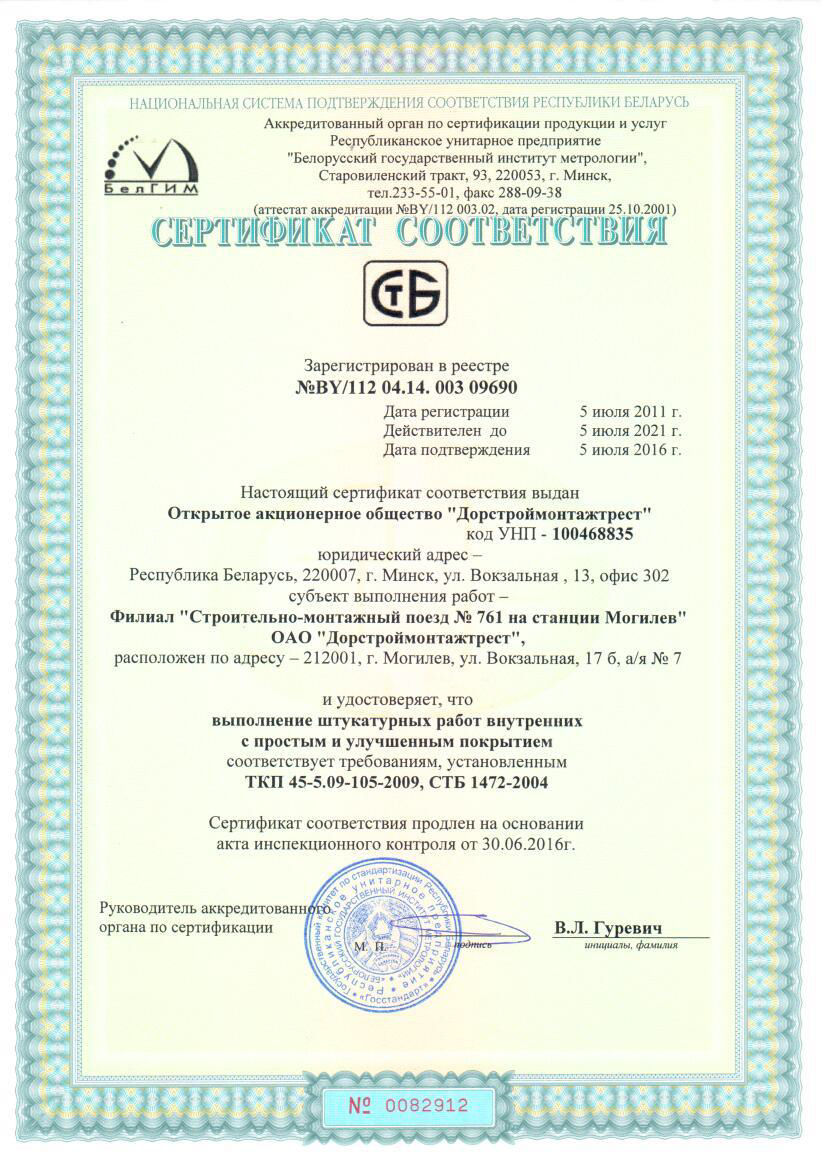 НАЦИОНАЛЬНАЯ СИСТЕМА ПОДТВЕРЖДЕНИЯ СООТВЕТСТВИЯ РЕСПУБЛИКИ БЕЛАРУСЬ
Аккредитованный орган по сертификации продукции и услуг
Республиканское унитарное предприятие
"Белорусский государственный институт метрологии",
Старовиленский тракт, 93, 220053, г. Минск,
тел.233-55-01, факс 288-09-38
(аттестат аккредитации №BY/112 003.02, дата регистрации 25.10.2001)
БелГИМ
СЕРТИФИКАТ СООТВЕТСТВИЯ
СТБ
Зарегистрирован в реестре
№BY/112 04.14. 003 09690
Дата регистрации 5 июля 2011 г.
Действителен до 5 июля 2021 г.
Дата подтверждения 5 июля 2016 г.
Настоящий сертификат соответствия выдан
Открытое акционерное общество "Дорстроймонтажтрест"
код УНП - 100468835
юридический адрес –
Республика Беларусь, 220007, г. Минск, ул. Вокзальная , 13, офис 302
субъект выполнения работ –
Филиал "Строительно-монтажный поезд № 761 на станции Могилев"
ОАО "Дорстроймонтажтрест",
расположен по адресу – 212001, г. Могилев, ул. Вокзальная, 17 б, а/я № 7
и удостоверяет, что
выполнение штукатурных работ внутренних
с простым и улучшенным покрытием
соответствует требованиям, установленным
ТКП 45-5.09-105-2009, СТБ 1472-2004
Сертификат соответствия продлен на основании
акта инспекционного контроля от 30.06.2016г.
Руководитель аккредитованного
органа по сертификации
М. П.
подпись
В.Л. Гуревич
инициалы, фамилия
Государственный комитет по стандартизации Республики Беларусь
«Госстандарт»
Республиканское унитарное предприятие
«БЕЛОРУССКИЙ ГОСУДАРСТВЕННЫЙ ИНСТИТУТ МЕТРОЛОГИИ»
№ 0082912